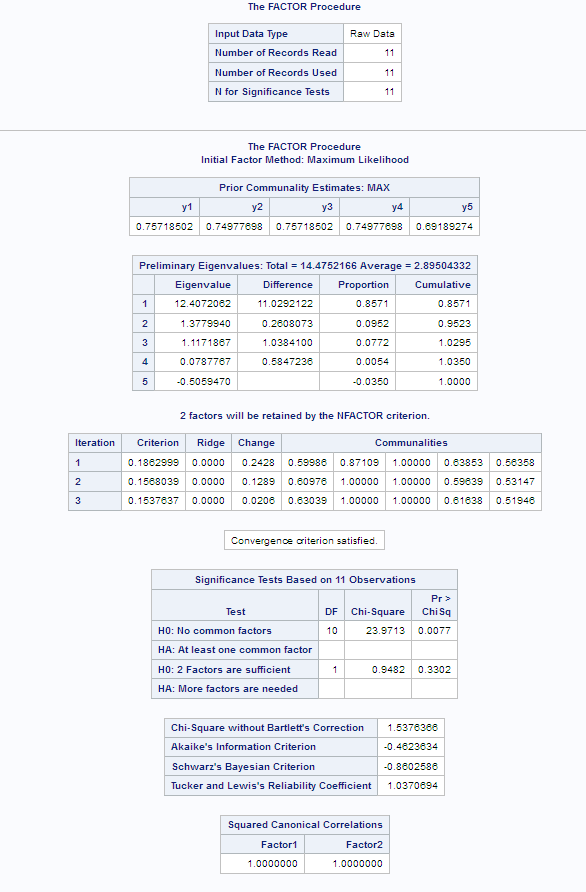 The FACTOR Procedure
Input Data Type Raw Data
Number of Records Read 11
Number of Records Used 11
N for Significance Tests 11
The FACTOR Procedure
Initial Factor Method: Maximum Likelihood
Prior Communality Estimates: MAX
y1 y2 y3 y4 y5
0.75718502 0.74977698 0.75718502 0.74977698 0.69189274
Preliminary Eigenvalues: Total = 14.4752166 Average = 2.89504332
Eigenvalue Difference Proportion Cumulative
1 12.4072062 11.0292122 0.8571 0.8571
2 1.3779940 0.2608073 0.0952 0.9523
3 1.1171867 1.0384100 0.0772 1.0295
4 0.0787767 0.5847236 0.0054 1.0350
5 -0.5059470 -0.0350 1.0000
2 factors will be retained by the NFACTOR criterion.
Iteration Criterion Ridge Change Communalities
1 0.1862999 0.0000 0.2428 0.59986 0.87109 1.00000 0.63853 0.56358
2 0.1568039 0.0000 0.1289 0.60976 1.00000 1.00000 0.59639 0.53147
3 0.1537637 0.0000 0.0206 0.63039 1.00000 1.00000 0.61638 0.51946
Convergence criterion satisfied.
Significance Tests Based on 11 Observations
Test DF Chi-Square Pr > ChiSq
H0: No common factors 10 23.9713 0.0077
HA: At least one common factor
H0: 2 Factors are sufficient 1 0.9482 0.3302
HA: More factors are needed
Chi-Square without Bartlett's Correction 1.5376366
Akaike's Information Criterion -0.4623634
Schwarz's Bayesian Criterion -0.8602586
Tucker and Lewis's Reliability Coefficient 1.0370694
Squared Canonical Correlations
Factor1 Factor2
1.0000000 1.0000000